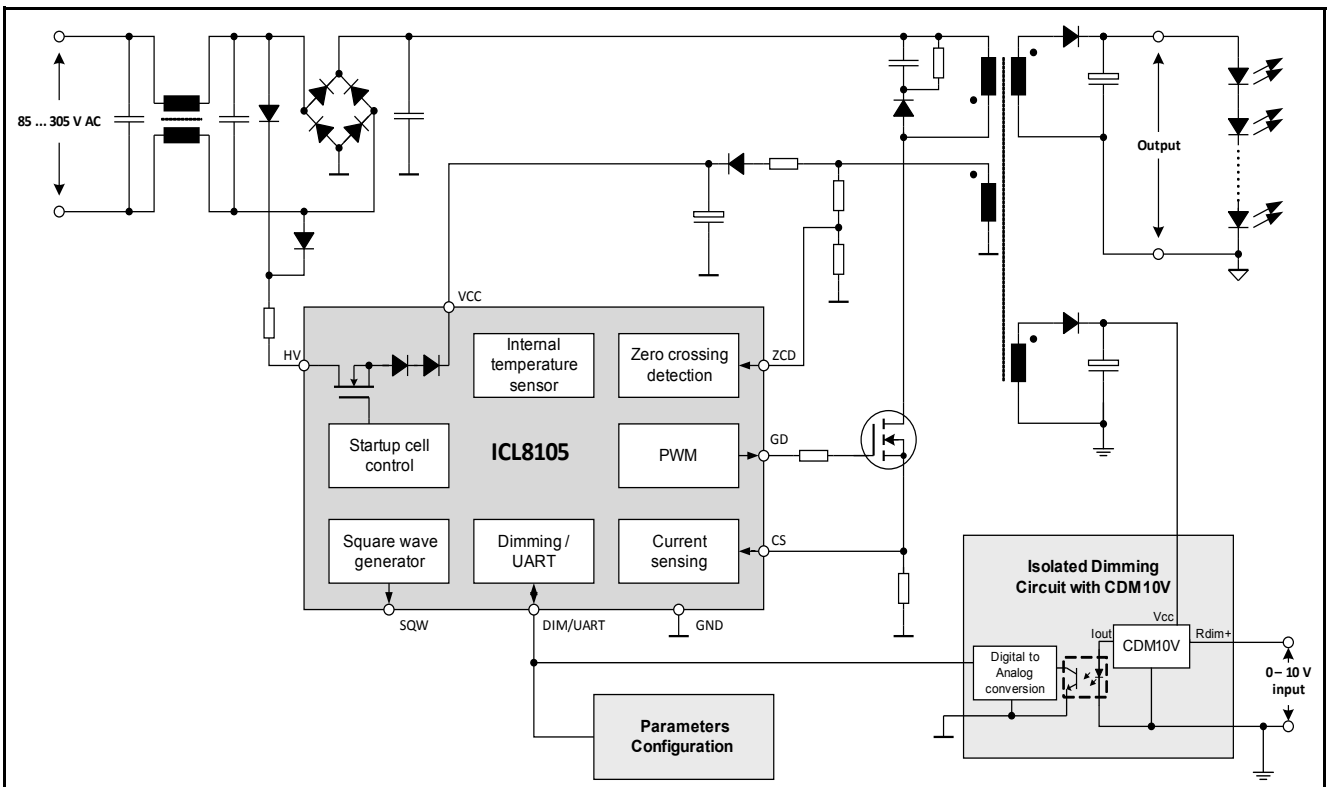 85 ... 305 V AC
Output
VCC
HV
Internal
temperature
sensor
Zero crossing
detection
ZCD
Startup cell
control
ICL8105
PWM
GD
Square wave
generator
Dimming /
UART
Current
sensing
CS
SQW
DIM/UART
GND
Isolated Dimming
Circuit with CDM10V
Vcc
Iout
CDM10V
Rdim+
Digital to
Analog
conversion
0 – 10 V
input
Parameters
Configuration